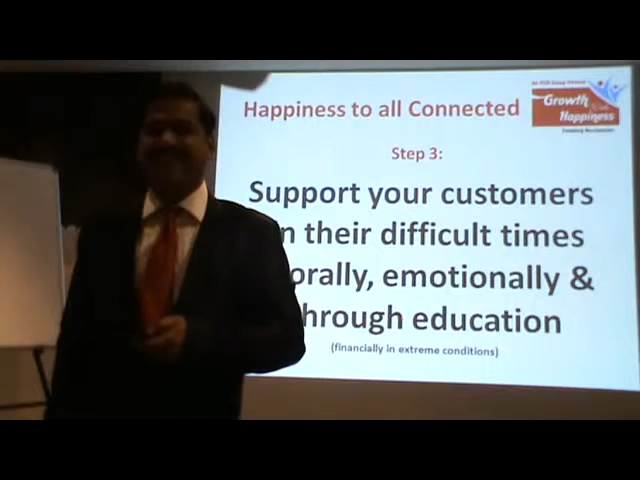 Happiness to all Connected
Growth
Happiness
Step 3:
Support your customers
n their difficult times
orally, emotionally &
hrough education
(financially in extreme conditions)